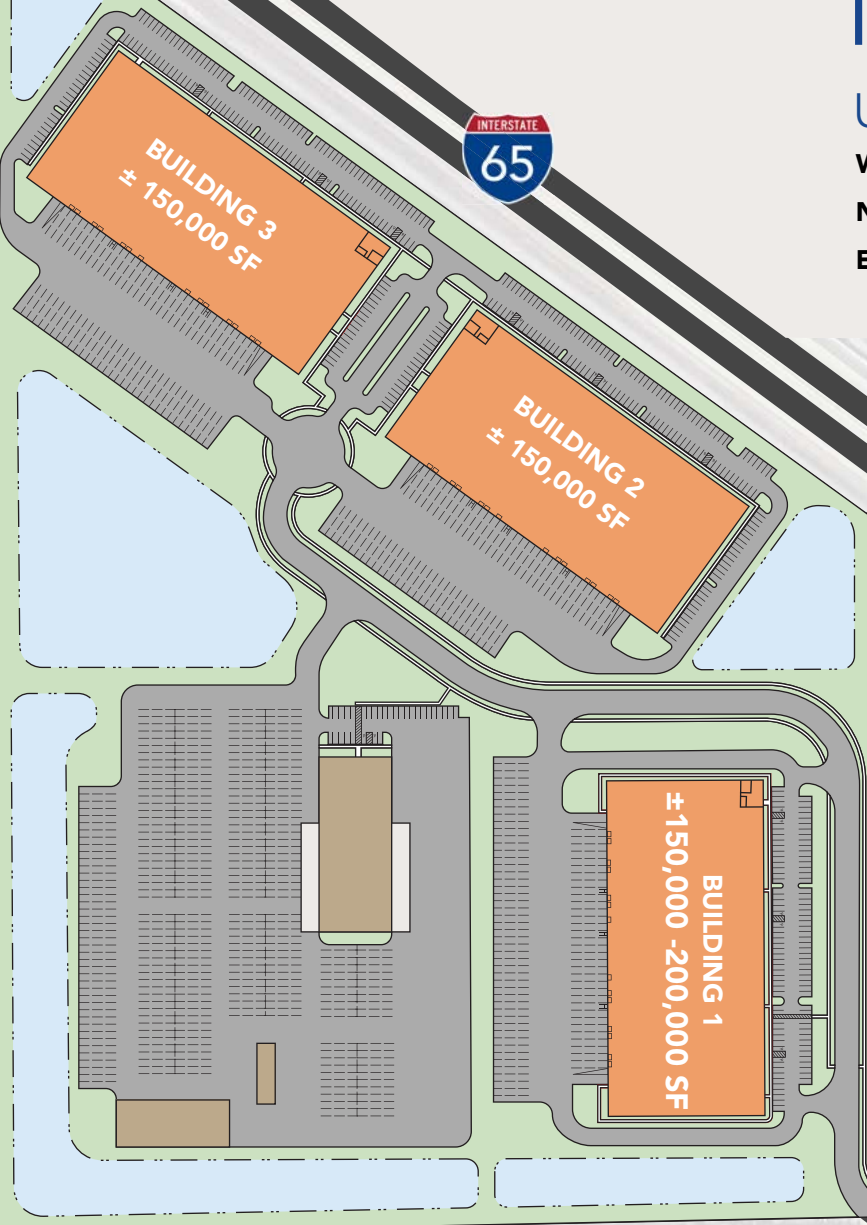 INTERSTATE
65
BUILDING 3
± 150,000 SF
BUILDING 2
± 150,000 SF
BUILDING 1
±150,000 -200,000 SF